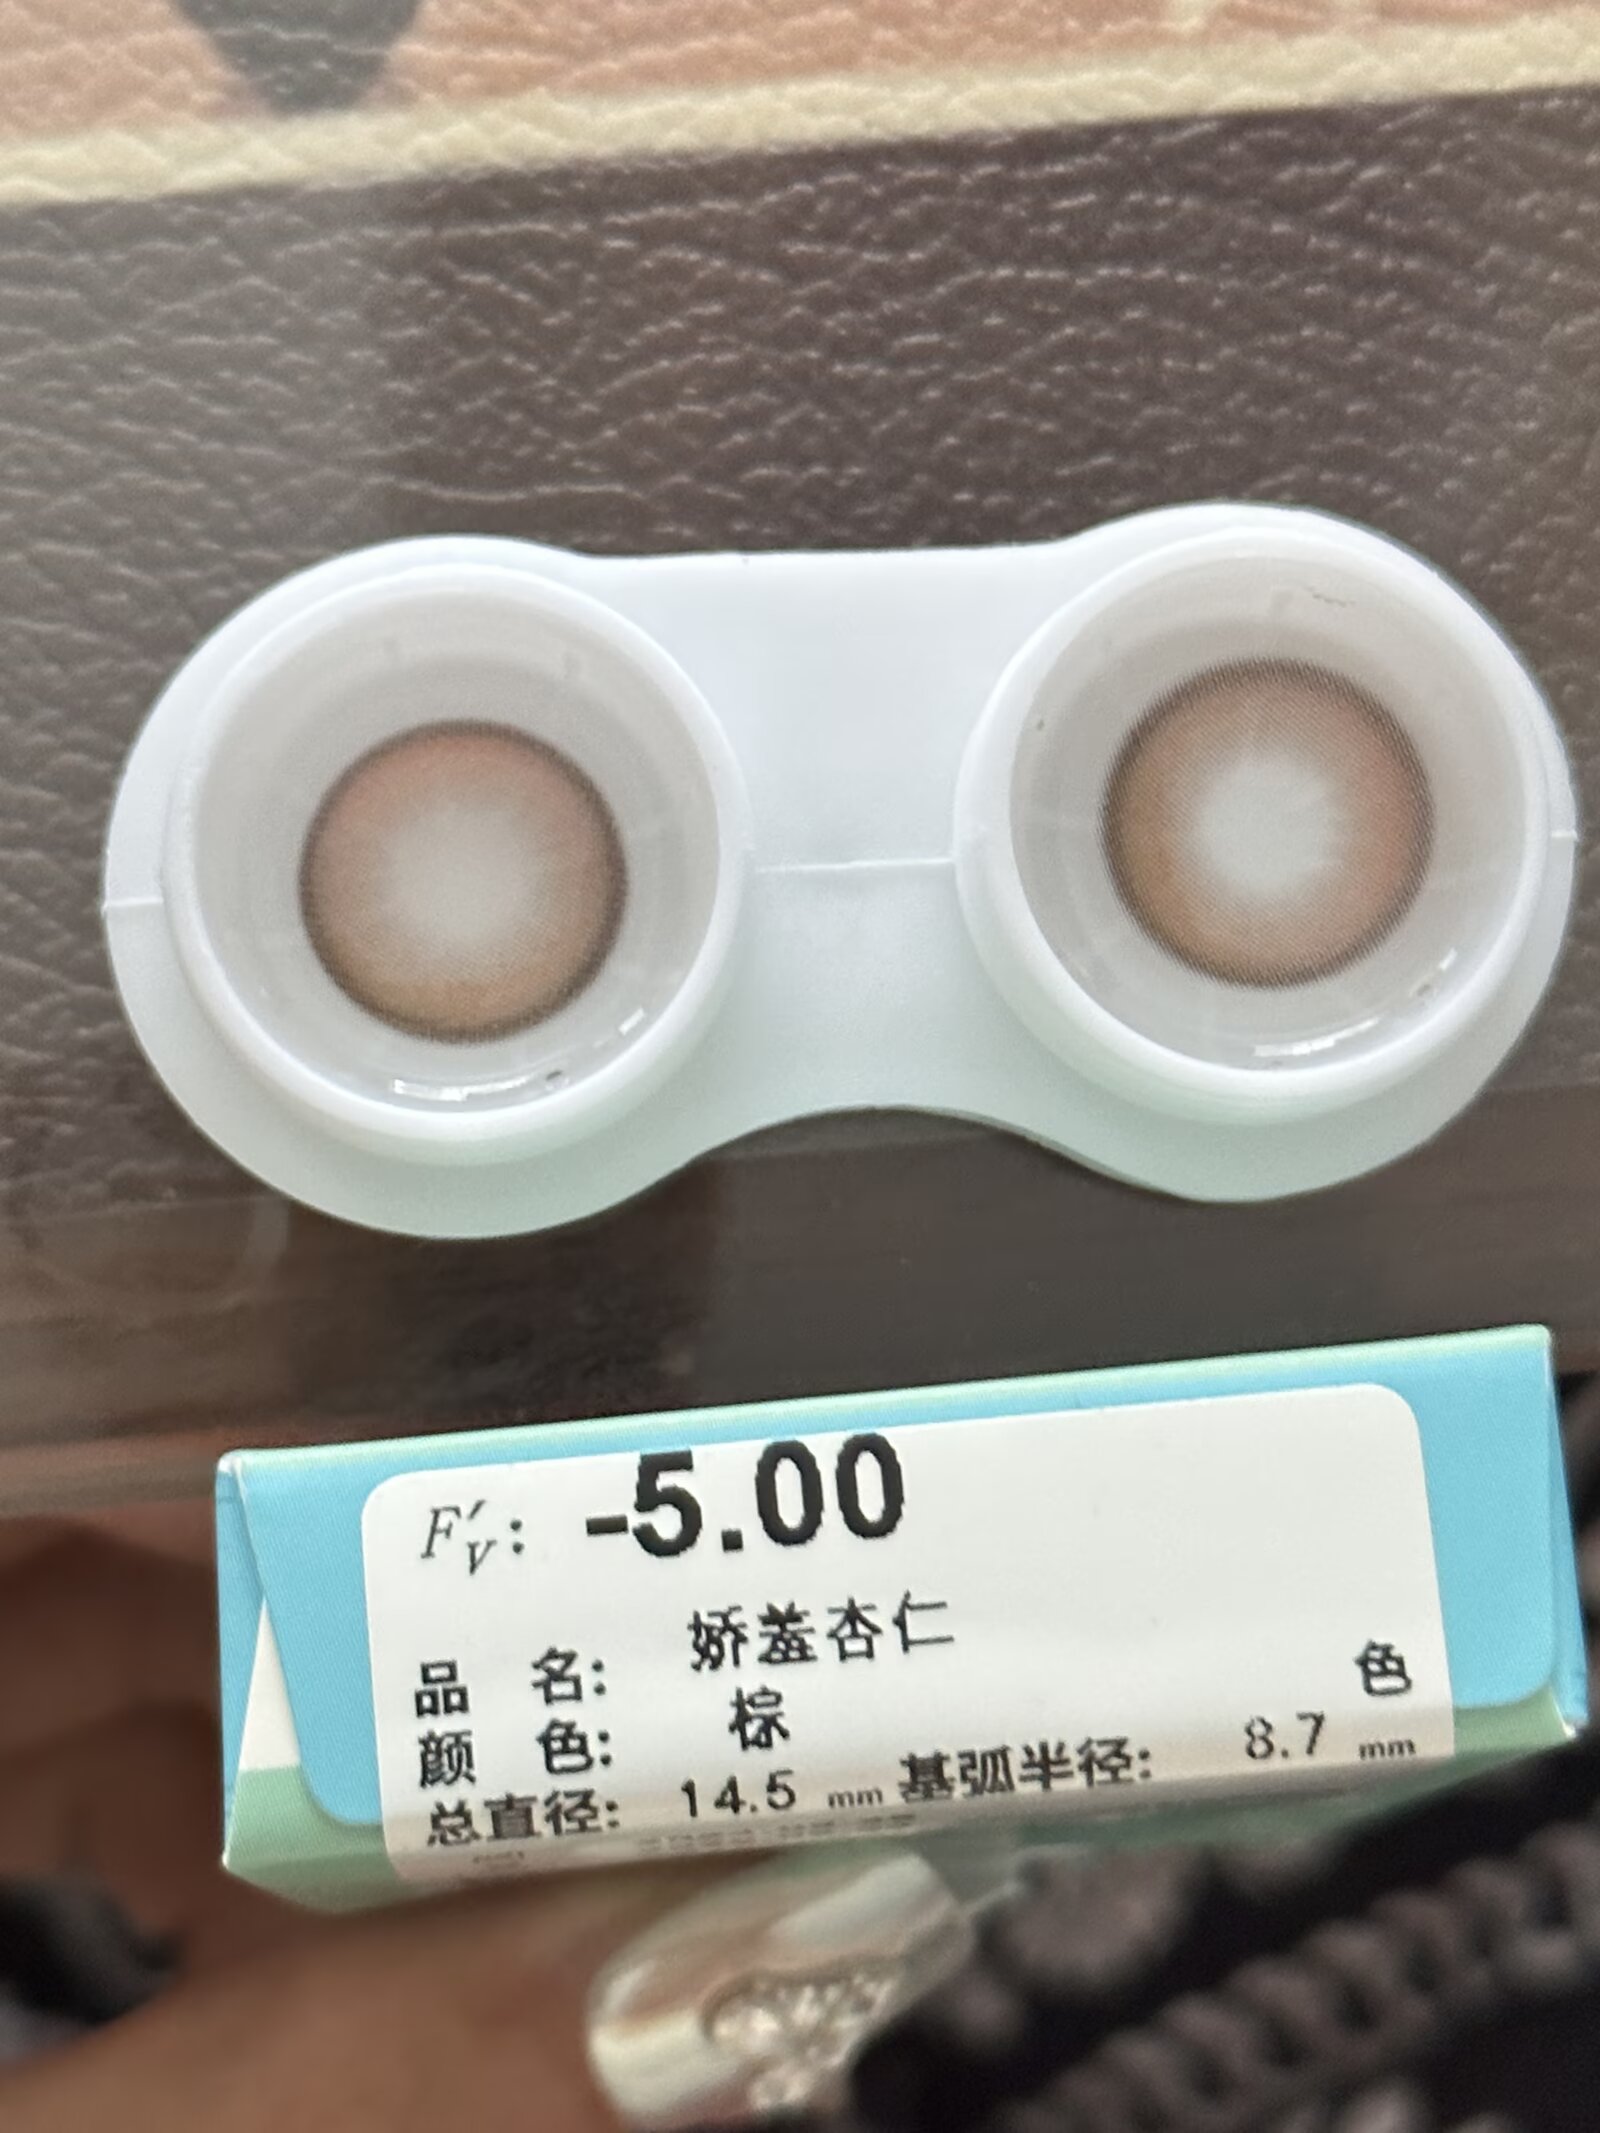 F′v: -5.00
品 名: 娇羞杏仁
颜 色: 棕 色
总直径: 14.5 mm 基弧半径: 8.7 mm